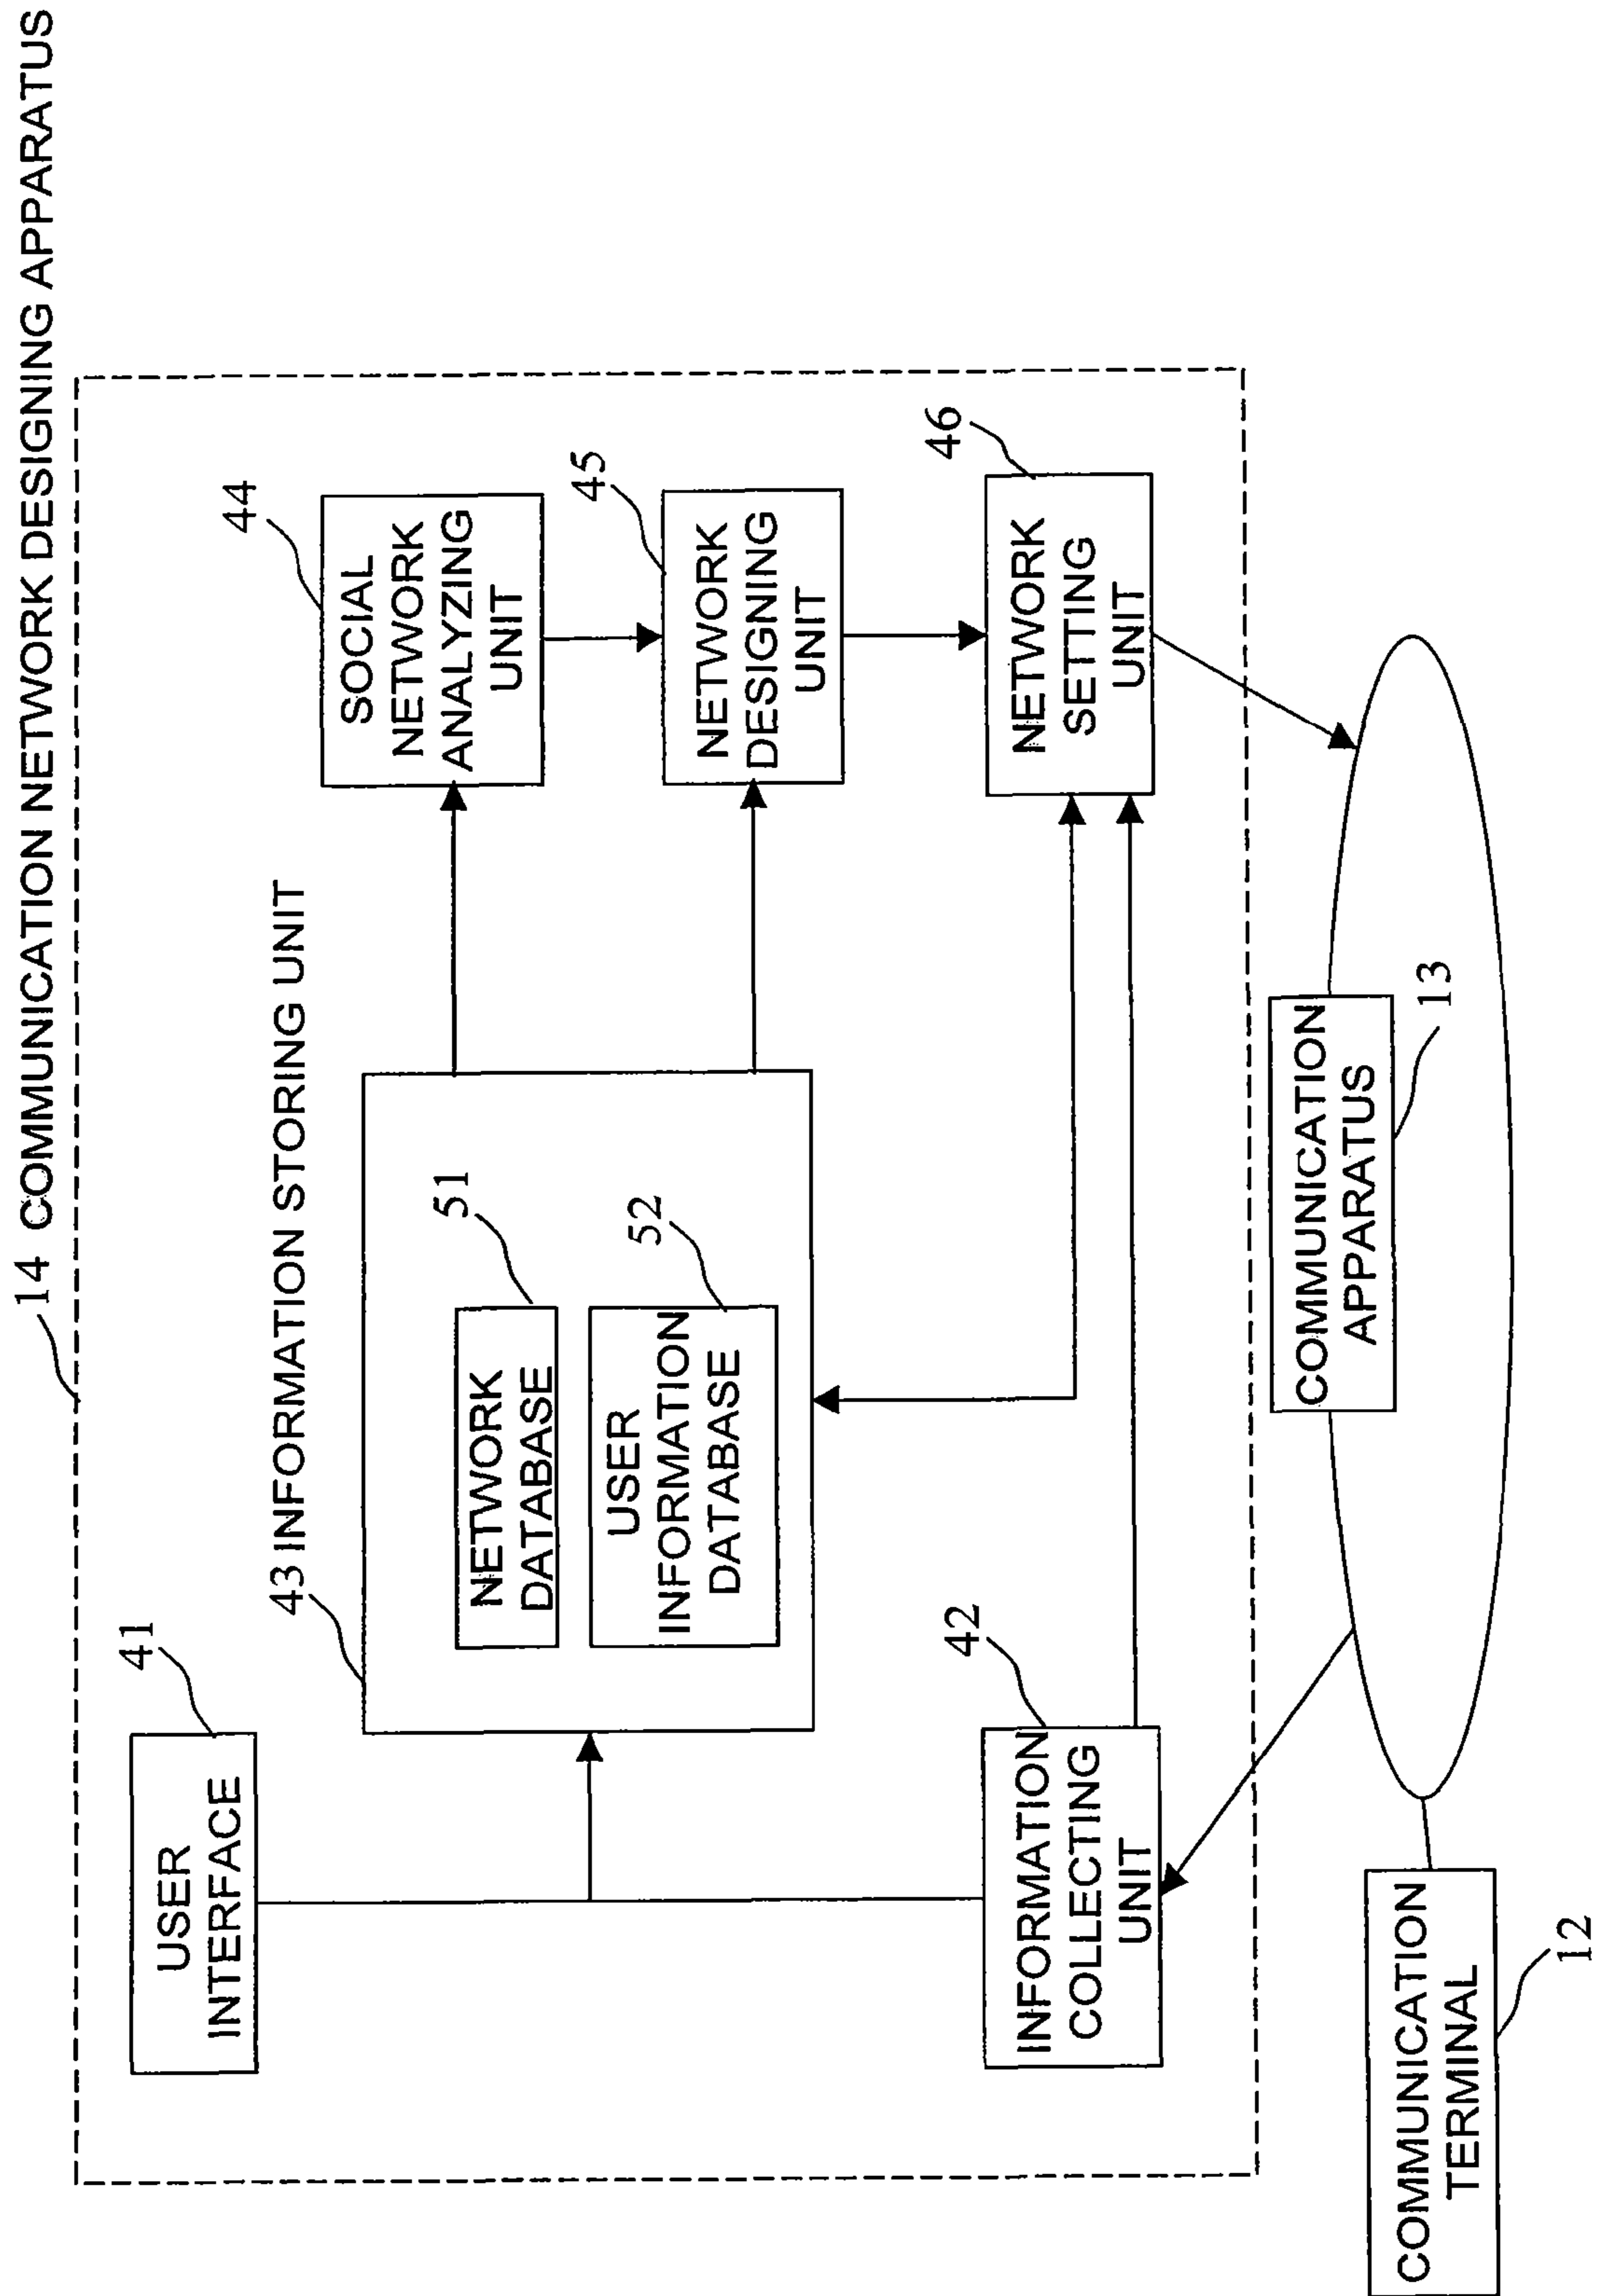 14 COMMUNICATION NETWORK DESIGNING APPARATUS
41
USER
INTERFACE
43 INFORMATION STORING UNIT
51
NETWORK
DATABASE
52
USER
INFORMATION
DATABASE
44
SOCIAL
NETWORK
ANALYZING
UNIT
45
NETWORK
DESIGNING
UNIT
42
INFORMATION
COLLECTING
UNIT
46
NETWORK
SETTING
UNIT
COMMUNICATION
APPARATUS
13
COMMUNICATION
TERMINAL
12